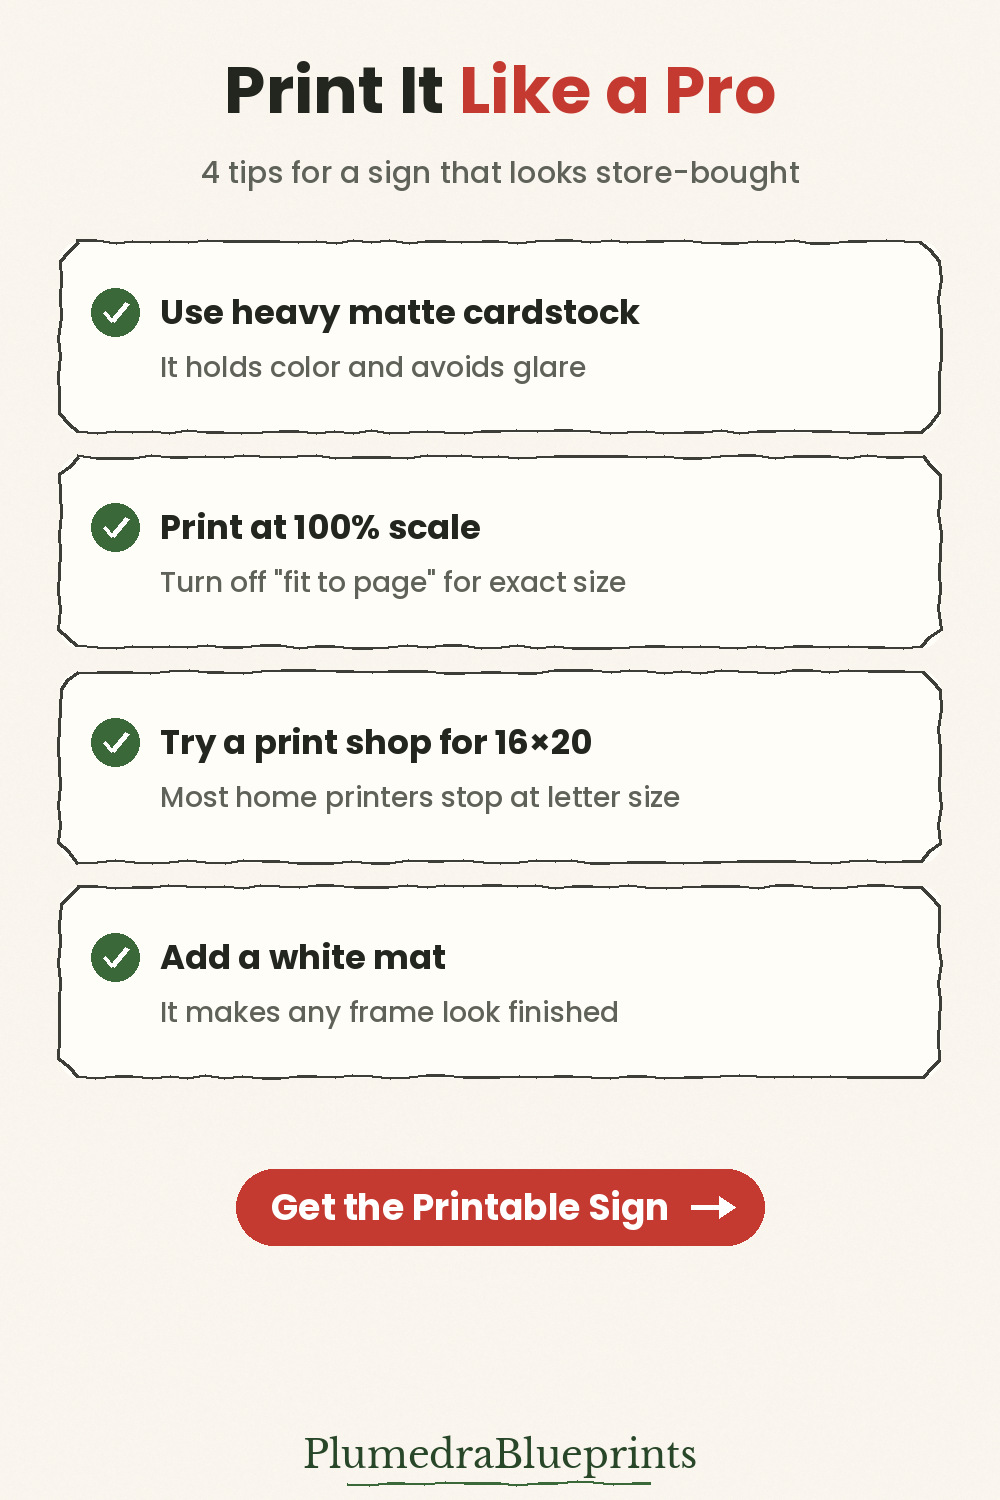 Print It Like a Pro
4 tips for a sign that looks store-bought
Use heavy matte cardstock
It holds color and avoids glare
Print at 100% scale
Turn off "fit to page" for exact size
Try a print shop for 16×20
Most home printers stop at letter size
Add a white mat
It makes any frame look finished
Get the Printable Sign
PlumedraBlueprints